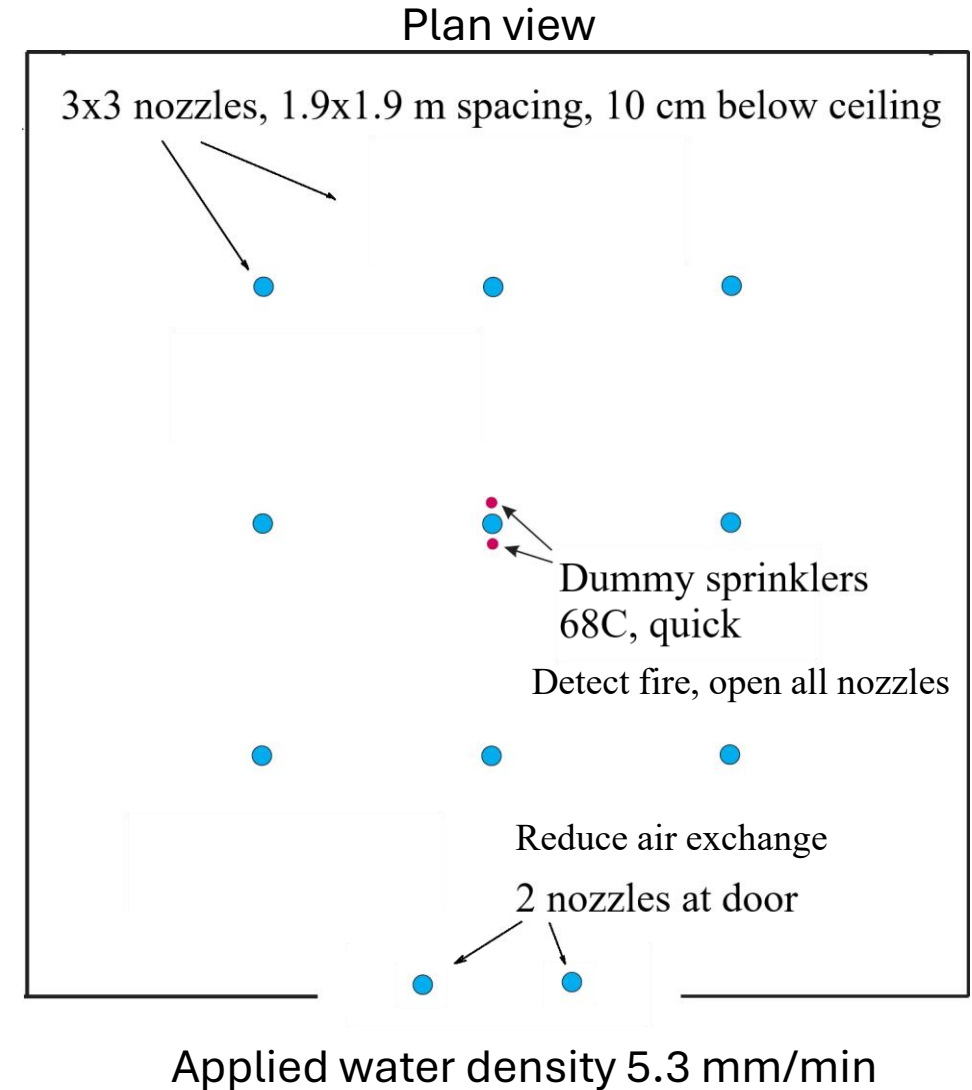 Plan view
3x3 nozzles, 1.9x1.9 m spacing, 10 cm below ceiling
Dummy sprinklers
68C, quick
Detect fire, open all nozzles
Reduce air exchange
2 nozzles at door
Applied water density 5.3 mm/min